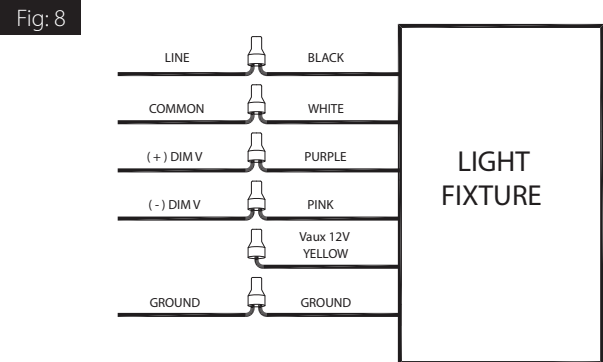 Fig: 8
LINE BLACK
COMMON WHITE
( + ) DIM V PURPLE
( - ) DIM V PINK
Vaux 12V
YELLOW
GROUND GROUND
LIGHT
FIXTURE